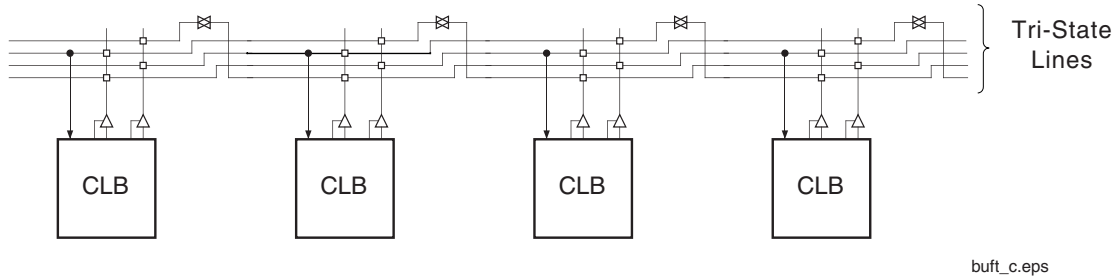 Tri-State
Lines
CLB
CLB
CLB
CLB
buft_c.eps